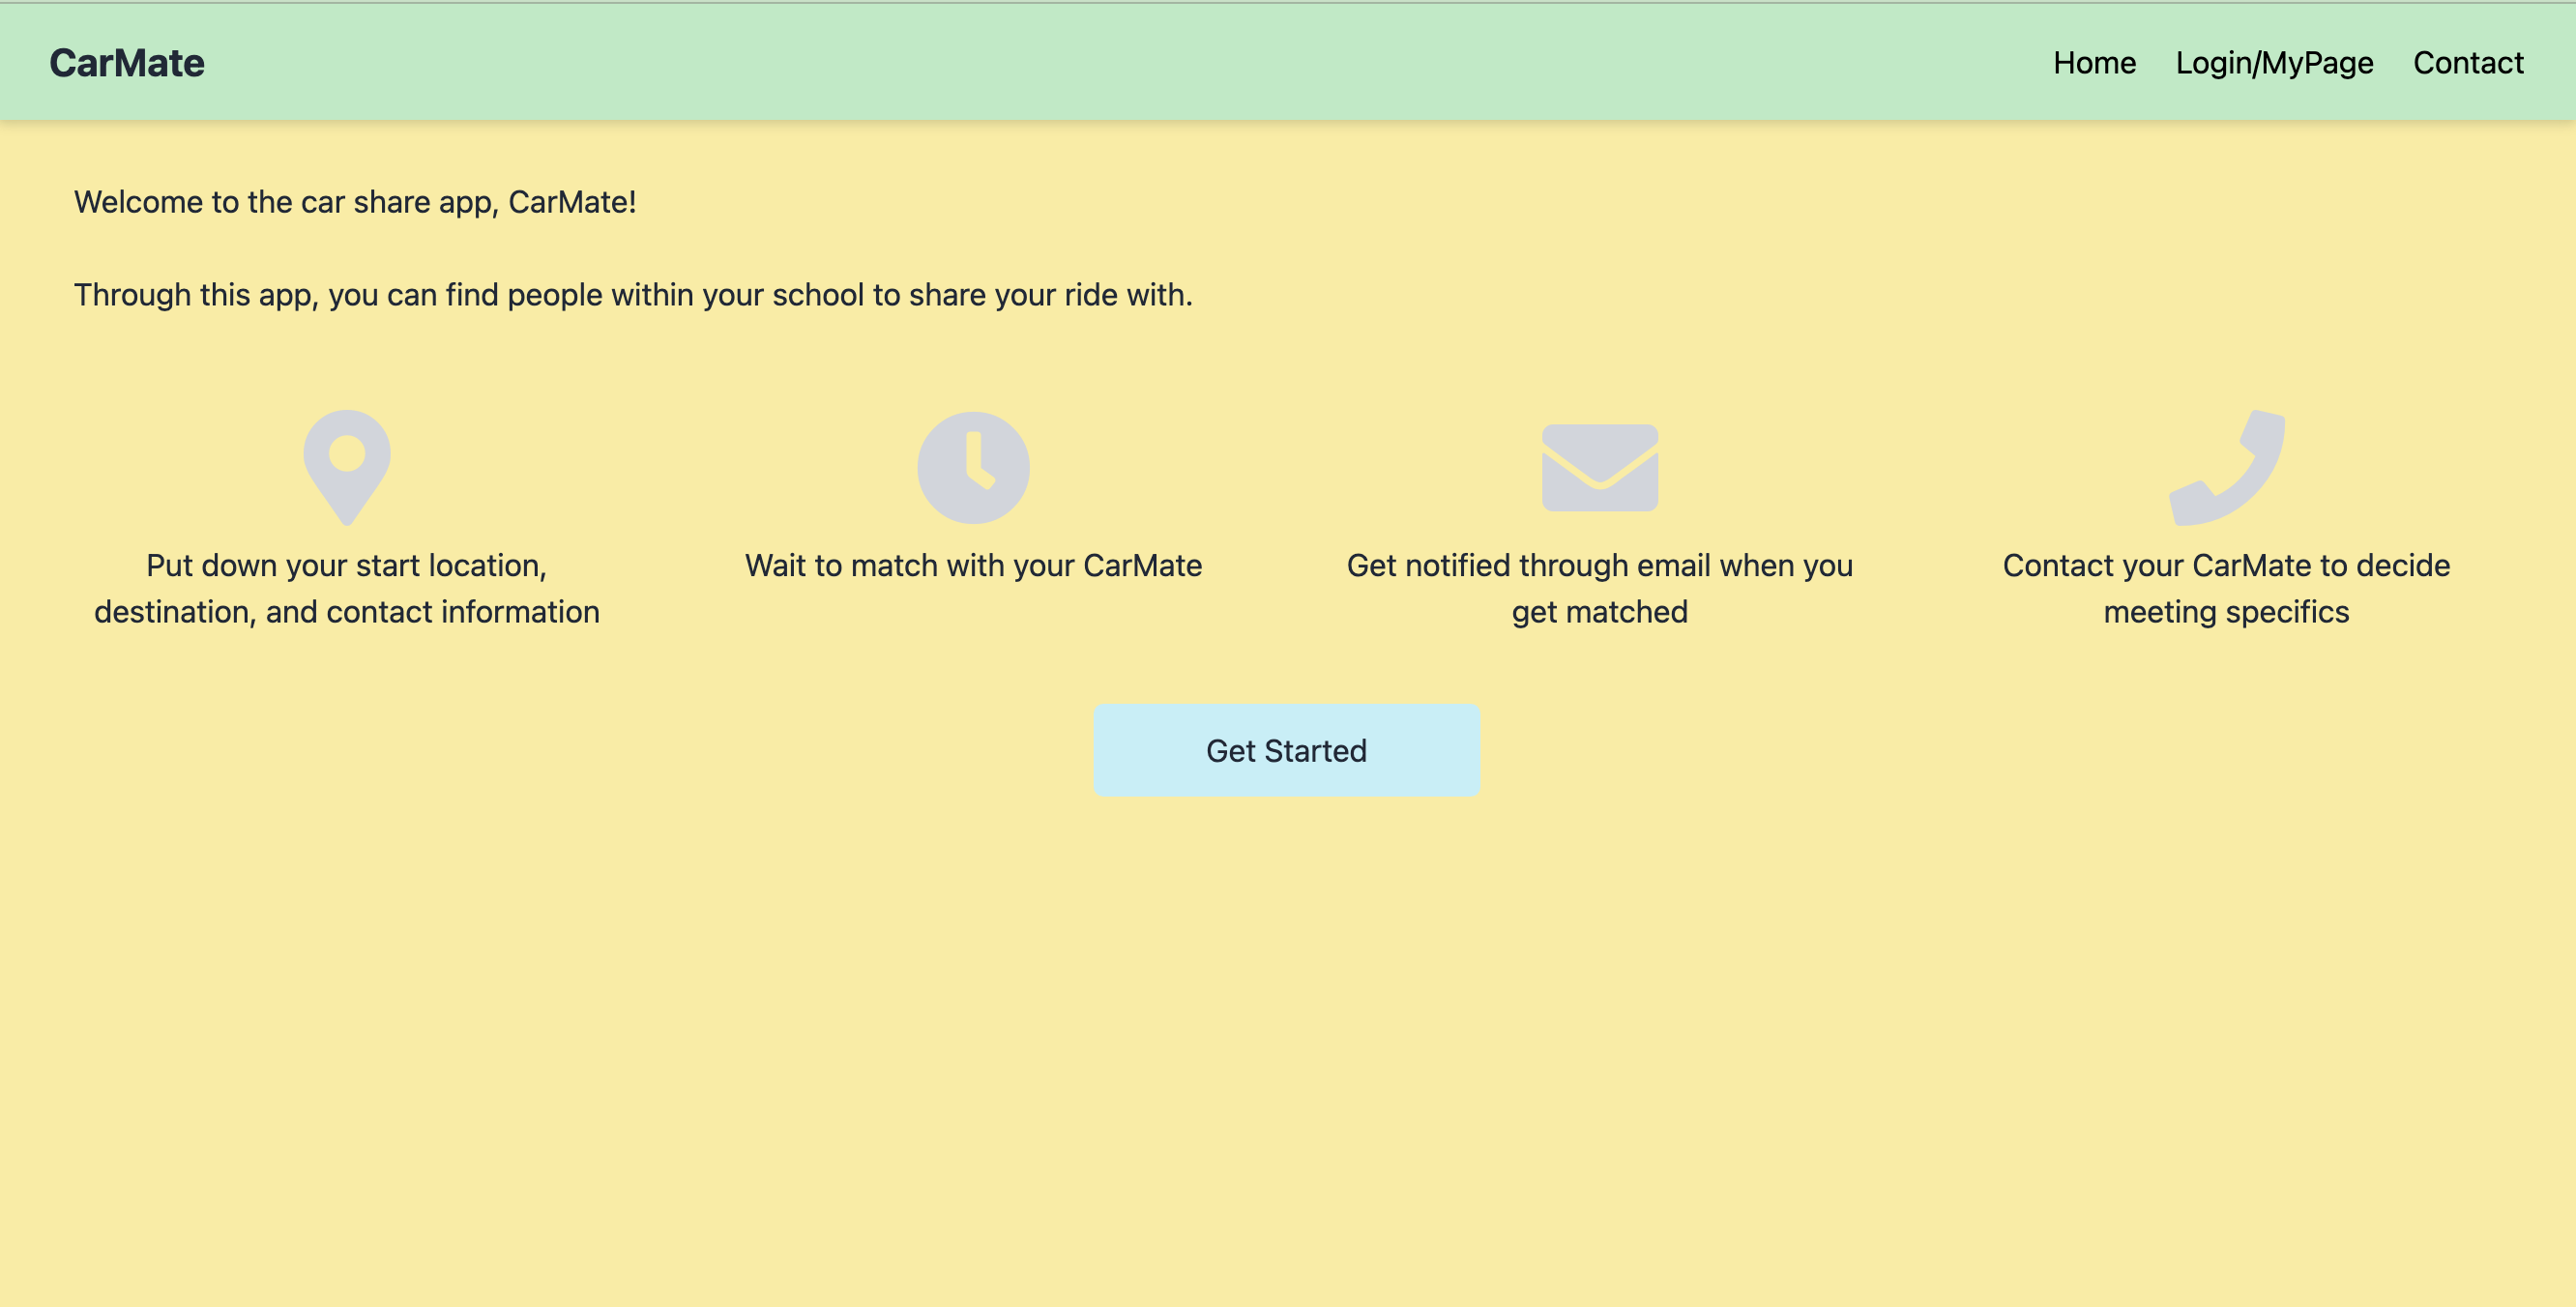 CarMate
Home
Login/MyPage
Contact
Welcome to the car share app, CarMate!
Through this app, you can find people within your school to share your ride with.
Put down your start location,
destination, and contact information
Wait to match with your CarMate
Get notified through email when you
get matched
Contact your CarMate to decide
meeting specifics
Get Started